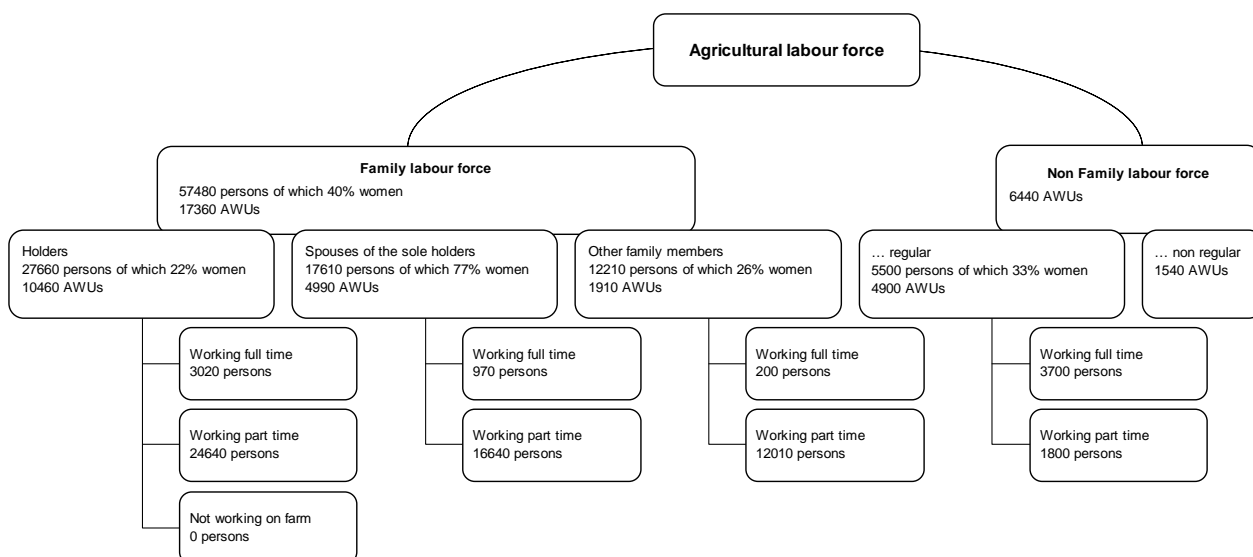 Agricultural labour force
Family labour force
57480 persons of which 40% women
17360 AWUs
Non Family labour force
6440 AWUs
Holders
27660 persons of which 22% women
10460 AWUs
Spouses of the sole holders
17610 persons of which 77% women
4990 AWUs
Other family members
12210 persons of which 26% women
1910 AWUs
... regular
5500 persons of which 33% women
4900 AWUs
... non regular
1540 AWUs
Working full time
3020 persons
Working full time
970 persons
Working full time
200 persons
Working full time
3700 persons
Working part time
24640 persons
Working part time
16640 persons
Working part time
12010 persons
Working part time
1800 persons
Not working on farm
0 persons